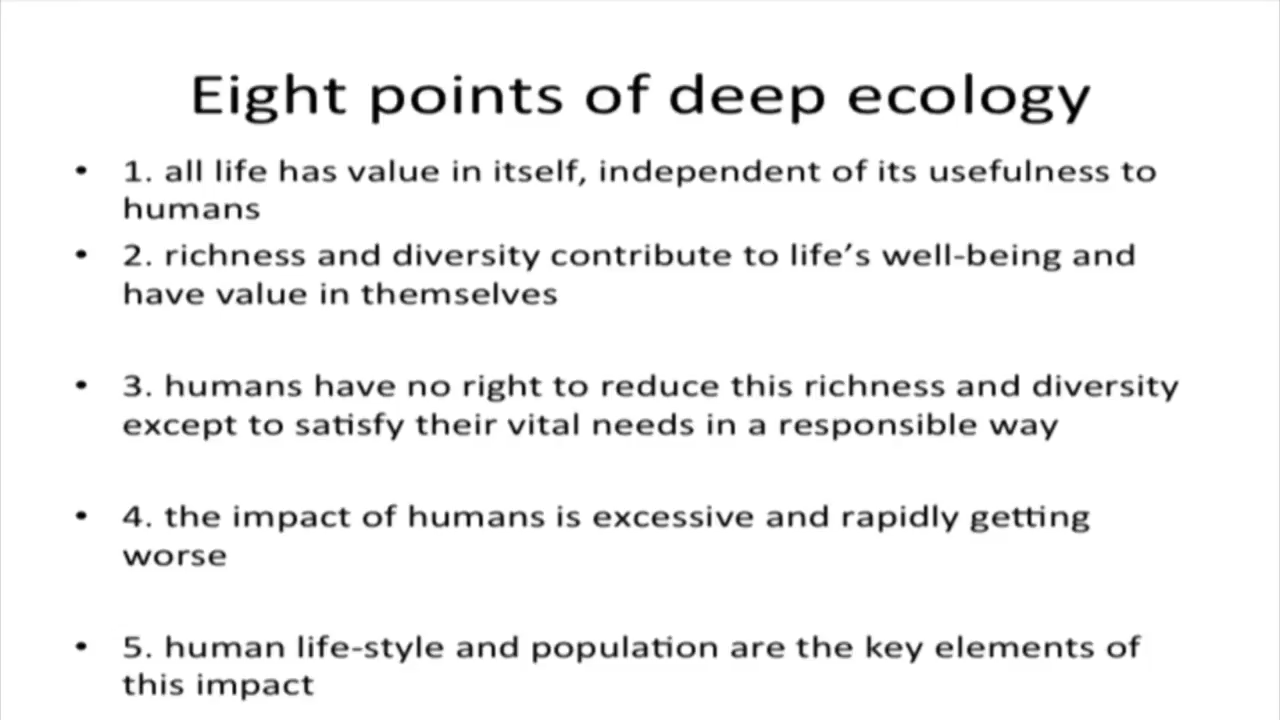 Eight points of deep ecology
• 1. all life has value in itself, independent of its usefulness to
humans
• 2. richness and diversity contribute to life’s well-being and
have value in themselves
• 3. humans have no right to reduce this richness and diversity
except to satisfy their vital needs in a responsible way
• 4. the impact of humans is excessive and rapidly getting
worse
• 5. human life-style and population are the key elements of
this impact